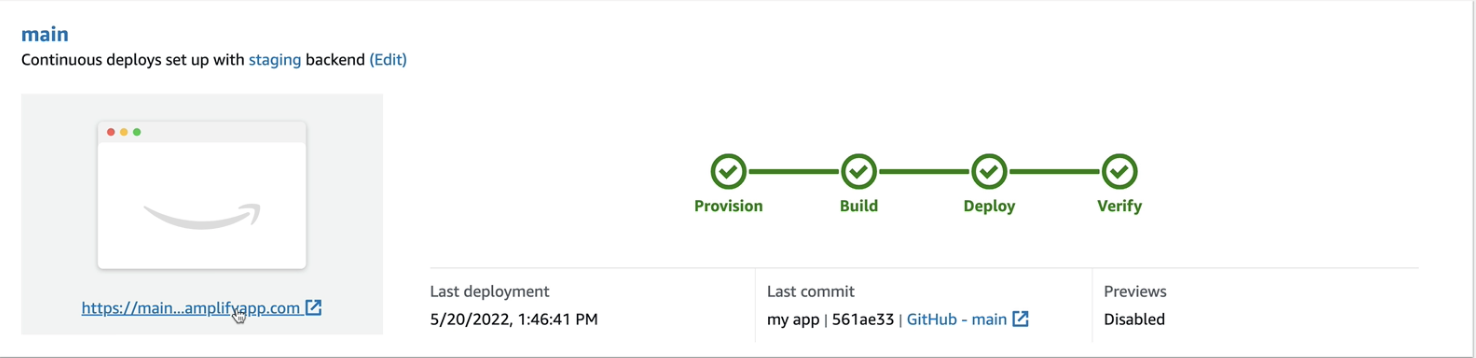 main
Continuous deploys set up with staging backend (Edit)
https://main...amplifyapp.com
Provision
Build
Deploy
Verify
Last deployment
5/20/2022, 1:46:41 PM
Last commit
my app | 561ae33 | GitHub - main
Previews
Disabled